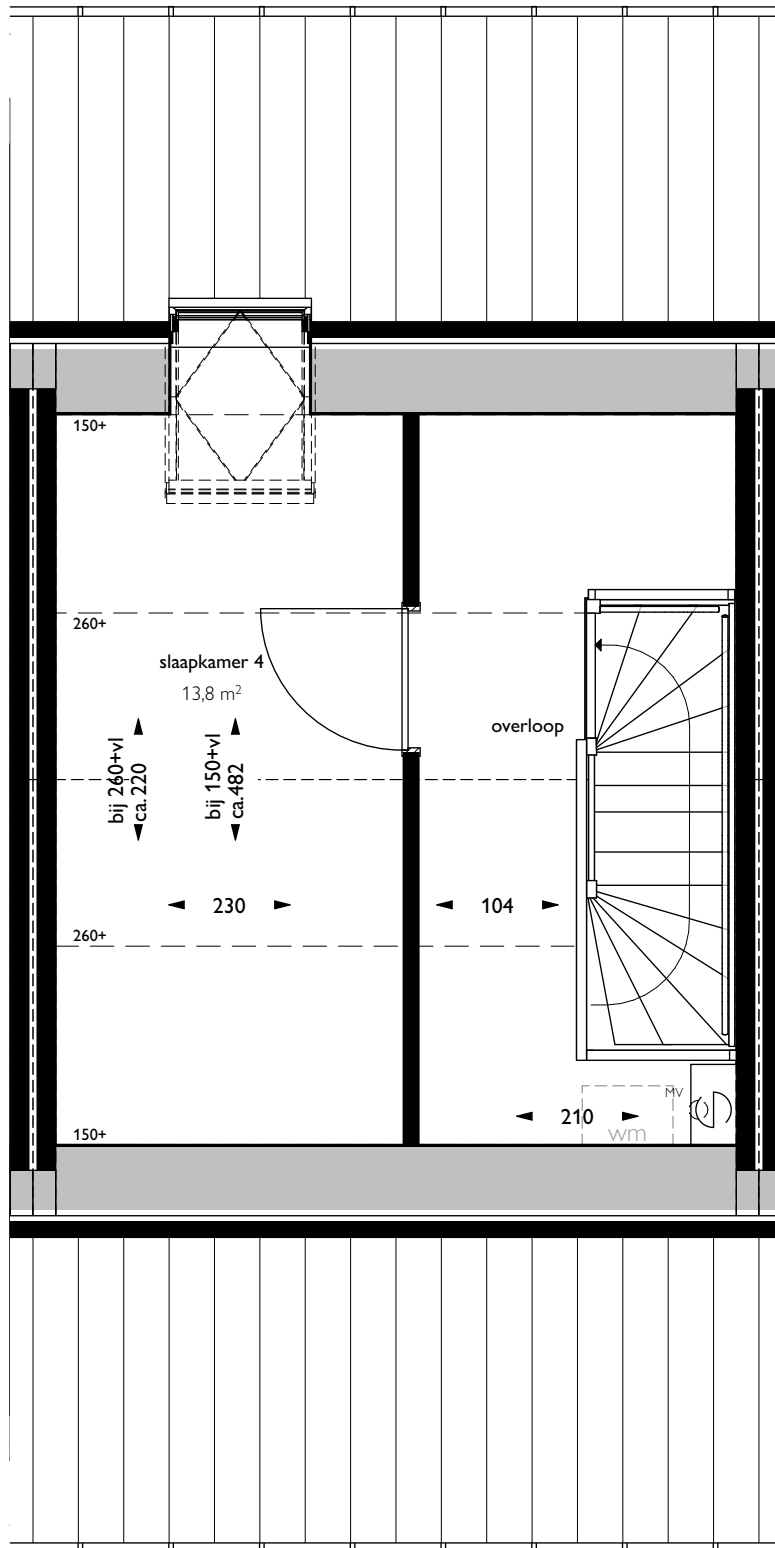 150+
260+
slaapkamer 4
13,8 m²
overloop
bij 260+vl
ca. 220
bij 150+vl
ca.482
230
104
260+
MV
210
wm
150+